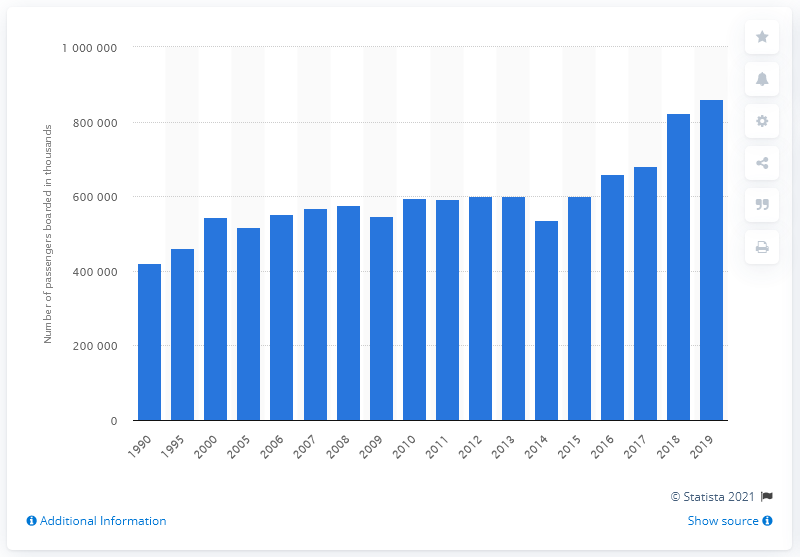 1 000 000
800 000
600 000
400 000
200 000
0
Number of passengers boarded in thousands
1990 1995 2000 2005 2006 2007 2008 2009 2010 2011 2012 2013 2014 2015 2016 2017 2018 2019
© Statista 2021
Additional Information
Show source